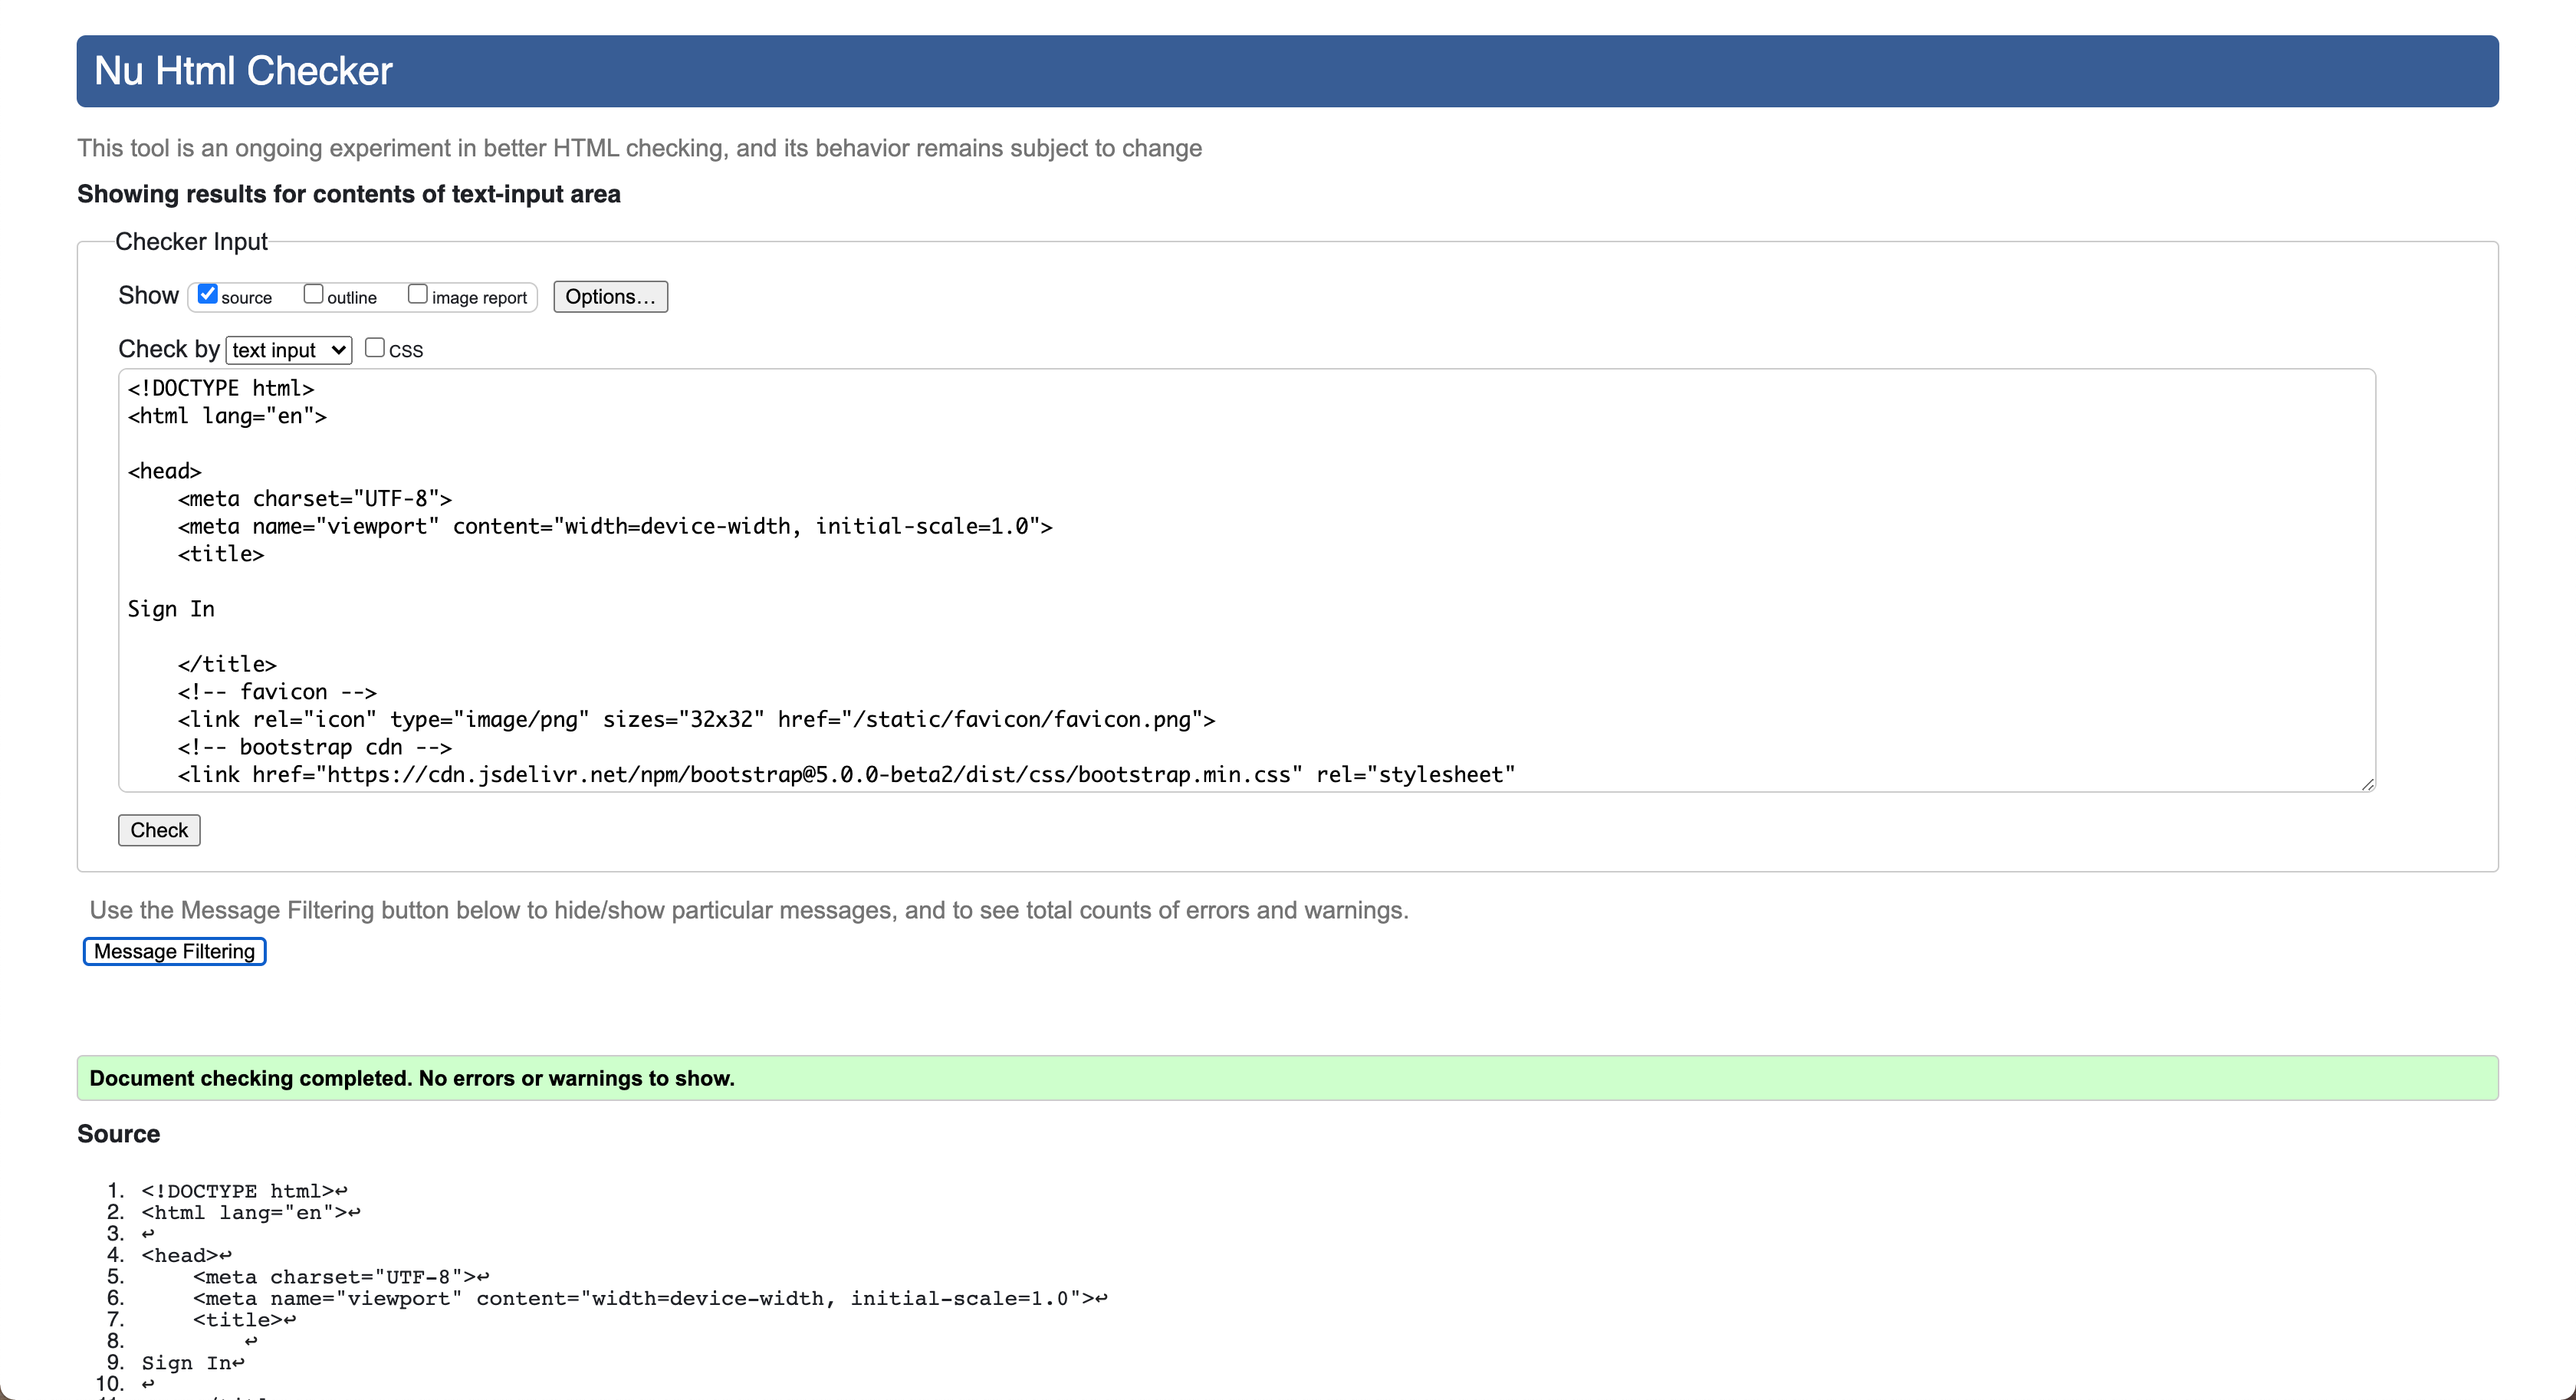 Nu Html Checker
This tool is an ongoing experiment in better HTML checking, and its behavior remains subject to change
Showing results for contents of text-input area
Checker Input
Show source outline image report Options...
Check by text input CSS
<!DOCTYPE html>
<html lang="en">
<head>
    <meta charset="UTF-8">
    <meta name="viewport" content="width=device-width, initial-scale=1.0">
    <title>
Sign In
    </title>
    <!-- favicon -->
    <link rel="icon" type="image/png" sizes="32x32" href="/static/favicon/favicon.png">
    <!-- bootstrap cdn -->
    <link href="https://cdn.jsdelivr.net/npm/bootstrap@5.0.0-beta2/dist/css/bootstrap.min.css" rel="stylesheet"
Check
Use the Message Filtering button below to hide/show particular messages, and to see total counts of errors and warnings.
Message Filtering
Document checking completed. No errors or warnings to show.
Source
1. <!DOCTYPE html>↩
2. <html lang="en">↩
3. ↩
4. <head>↩
5.     <meta charset="UTF-8">↩
6.     <meta name="viewport" content="width=device-width, initial-scale=1.0">↩
7.     <title>↩
8.         ↩
9. Sign In↩
10. ↩